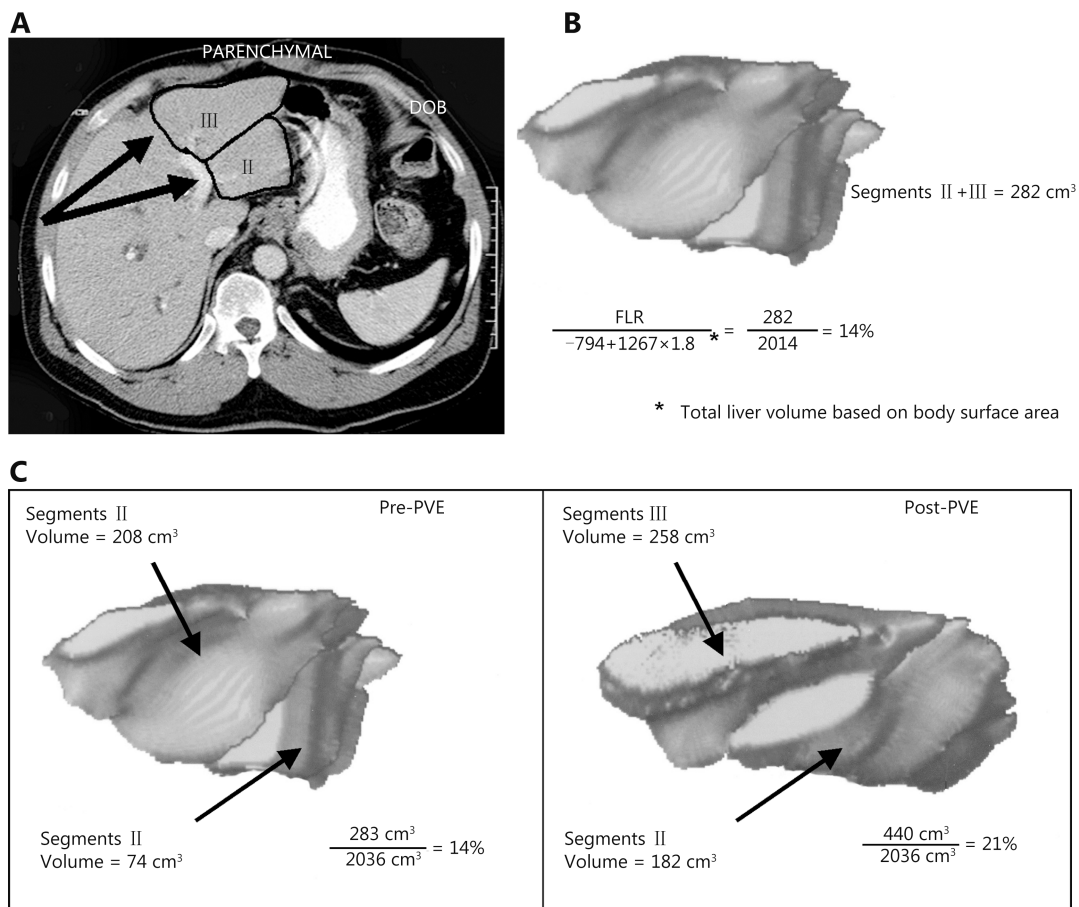 A
PARENCHYMAL
DOB
III
II
B
Segments II+III = 282 cm³
FLR
−794+1267×1.8 * = 282 / 2014 = 14%
* Total liver volume based on body surface area
C
Segments II
Volume = 208 cm³
Pre-PVE
Segments II
Volume = 74 cm³
283 cm³
2036 cm³ = 14%
Segments III
Volume = 258 cm³
Post-PVE
Segments II
Volume = 182 cm³
440 cm³
2036 cm³ = 21%